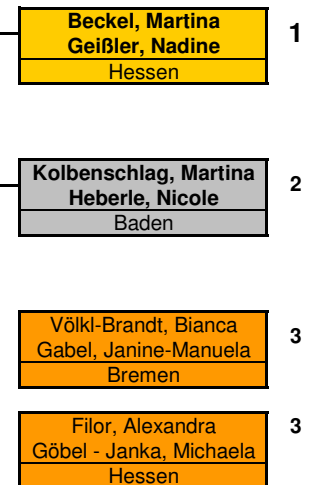 Beckel, Martina 1
Geißler, Nadine
Hessen
Kolbenschlag, Martina 2
Heberle, Nicole
Baden
Völkl-Brandt, Bianca 3
Gabel, Janine-Manuela
Bremen
Filor, Alexandra 3
Göbel - Janka, Michaela
Hessen